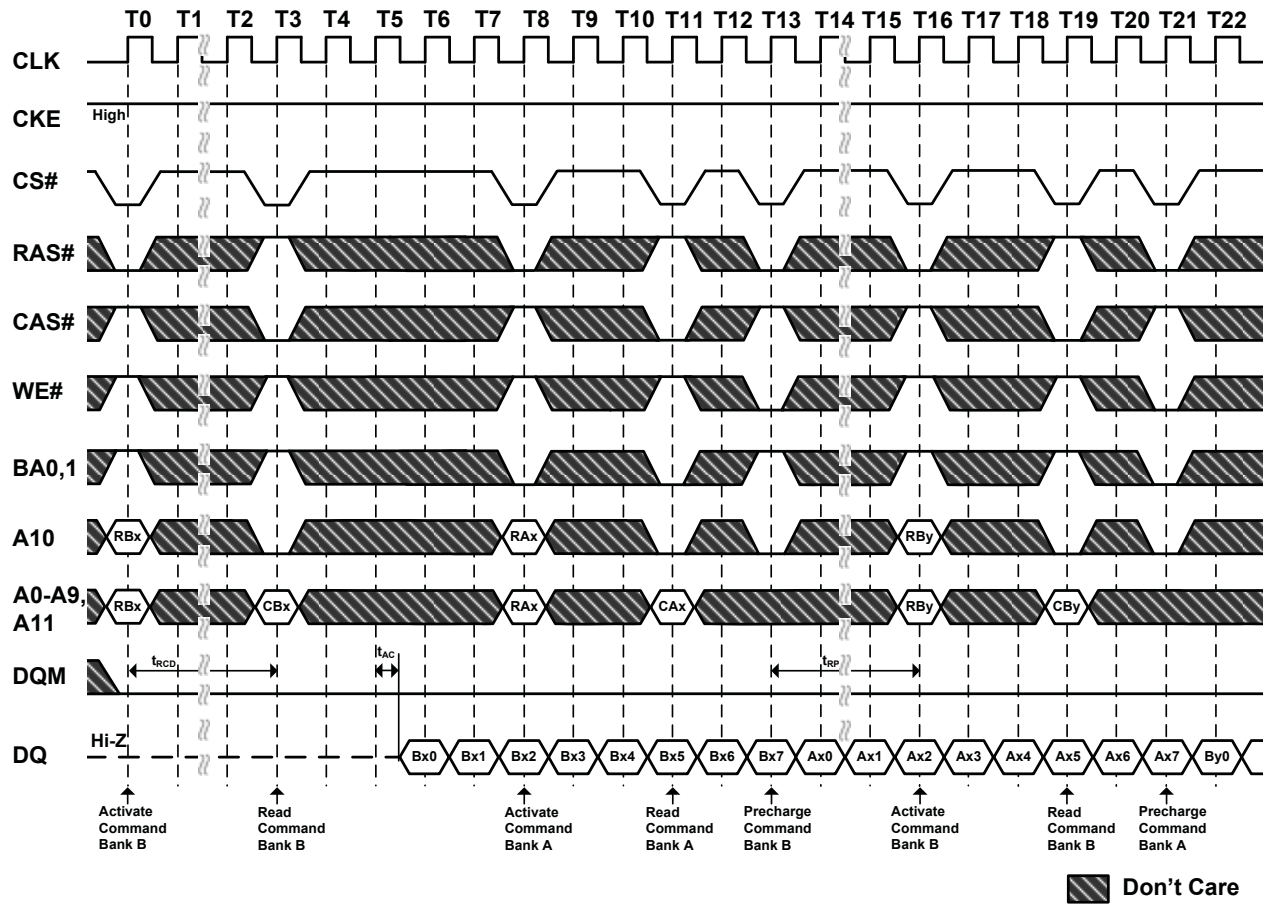 T0 T1 T2 T3 T4 T5 T6 T7 T8 T9 T10 T11 T12 T13 T14 T15 T16 T17 T18 T19 T20 T21 T22
CLK
CKE High
CS#
RAS#
CAS#
WE#
BA0,1
A10 RBx RAx RBy
A0-A9, A11 RBx CBx RAx CAx RBy CBy
DQM tRCD tAC tRP
DQ Hi-Z Bx0 Bx1 Bx2 Bx3 Bx4 Bx5 Bx6 Bx7 Ax0 Ax1 Ax2 Ax3 Ax4 Ax5 Ax6 Ax7 By0
Activate
Command
Bank B
Read
Command
Bank B
Activate
Command
Bank A
Read
Command
Bank A
Precharge
Command
Bank B
Activate
Command
Bank B
Read
Command
Bank B
Precharge
Command
Bank A
Don't Care